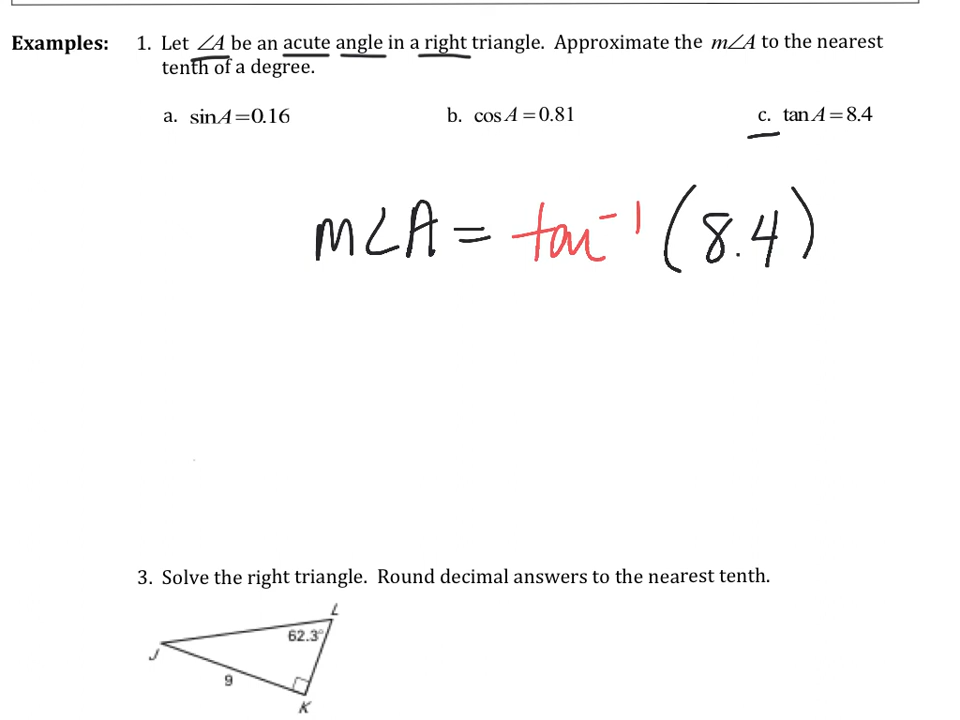 Examples: 1. Let ∠A be an acute angle in a right triangle. Approximate the m∠A to the nearest
tenth of a degree.
a. sinA=0.16 b. cosA=0.81 c. tanA=8.4
m∠A = tan⁻¹ (8.4)
3. Solve the right triangle. Round decimal answers to the nearest tenth.
L
62.3°
J
9
K